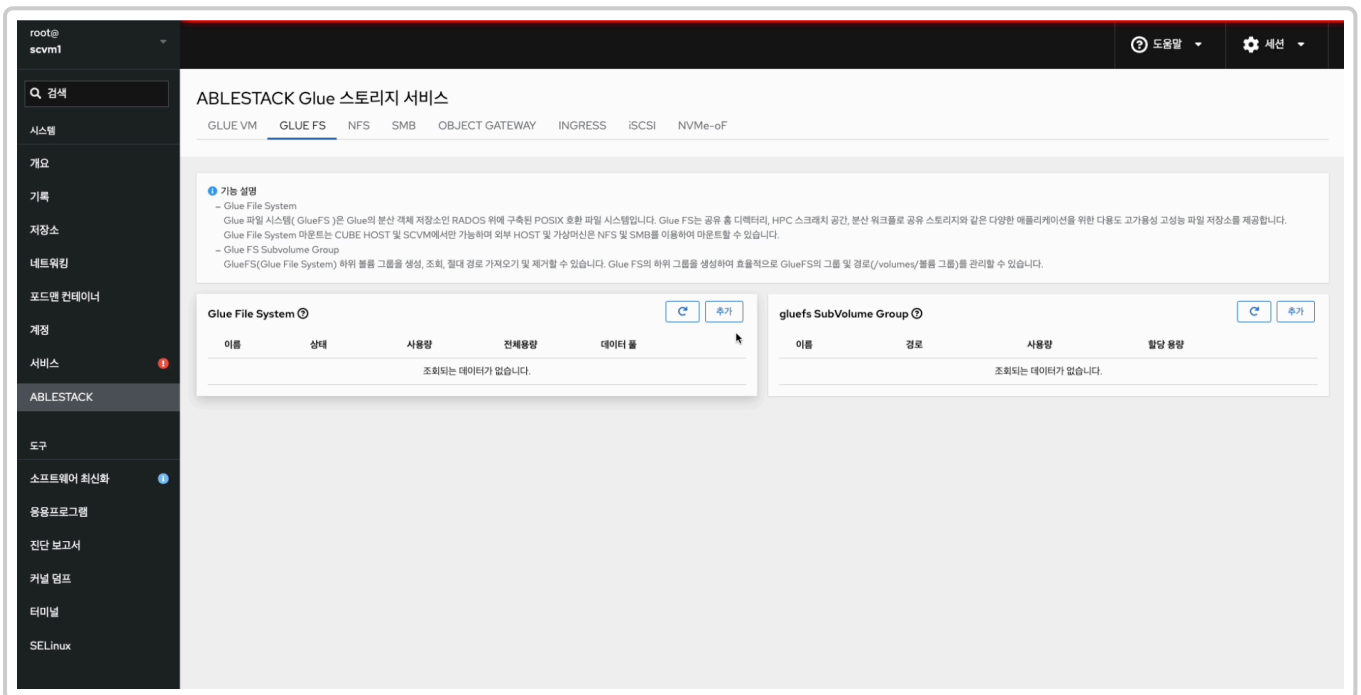 root@
scvm1
도움말
세션
검색
시스템
개요
기록
저장소
네트워킹
포드맨 컨테이너
계정
서비스
ABLESTACK
도구
소프트웨어 최신화
응용프로그램
진단 보고서
커널 덤프
터미널
SELinux
ABLESTACK Glue 스토리지 서비스
GLUE VM GLUE FS NFS SMB OBJECT GATEWAY INGRESS iSCSI NVMe-oF
기능 설명
– Glue File System
Glue 파일 시스템( GlueFS )은 Glue의 분산 객체 저장소인 RADOS 위에 구축된 POSIX 호환 파일 시스템입니다. Glue FS는 공유 홈 디렉터리, HPC 스크래치 공간, 분산 워크플로 공유 스토리지와 같은 다양한 애플리케이션을 위한 다용도 고가용성 고성능 파일 저장소를 제공합니다.
Glue File System 마운트는 CUBE HOST 및 SCVM에서만 가능하며 외부 HOST 및 가상머신은 NFS 및 SMB를 이용하여 마운트할 수 있습니다.
– Glue FS Subvolume Group
GlueFS(Glue File System) 하위 볼륨 그룹을 생성, 조회, 절대 경로 가져오기 및 제거할 수 있습니다. Glue FS의 하위 그룹을 생성하여 효율적으로 GlueFS의 그룹 및 경로(/volumes/볼륨 그룹)를 관리할 수 있습니다.
Glue File System
추가
이름 상태 사용량 전체용량 데이터 풀
조회되는 데이터가 없습니다.
gluefs SubVolume Group
추가
이름 경로 사용량 할당 용량
조회되는 데이터가 없습니다.